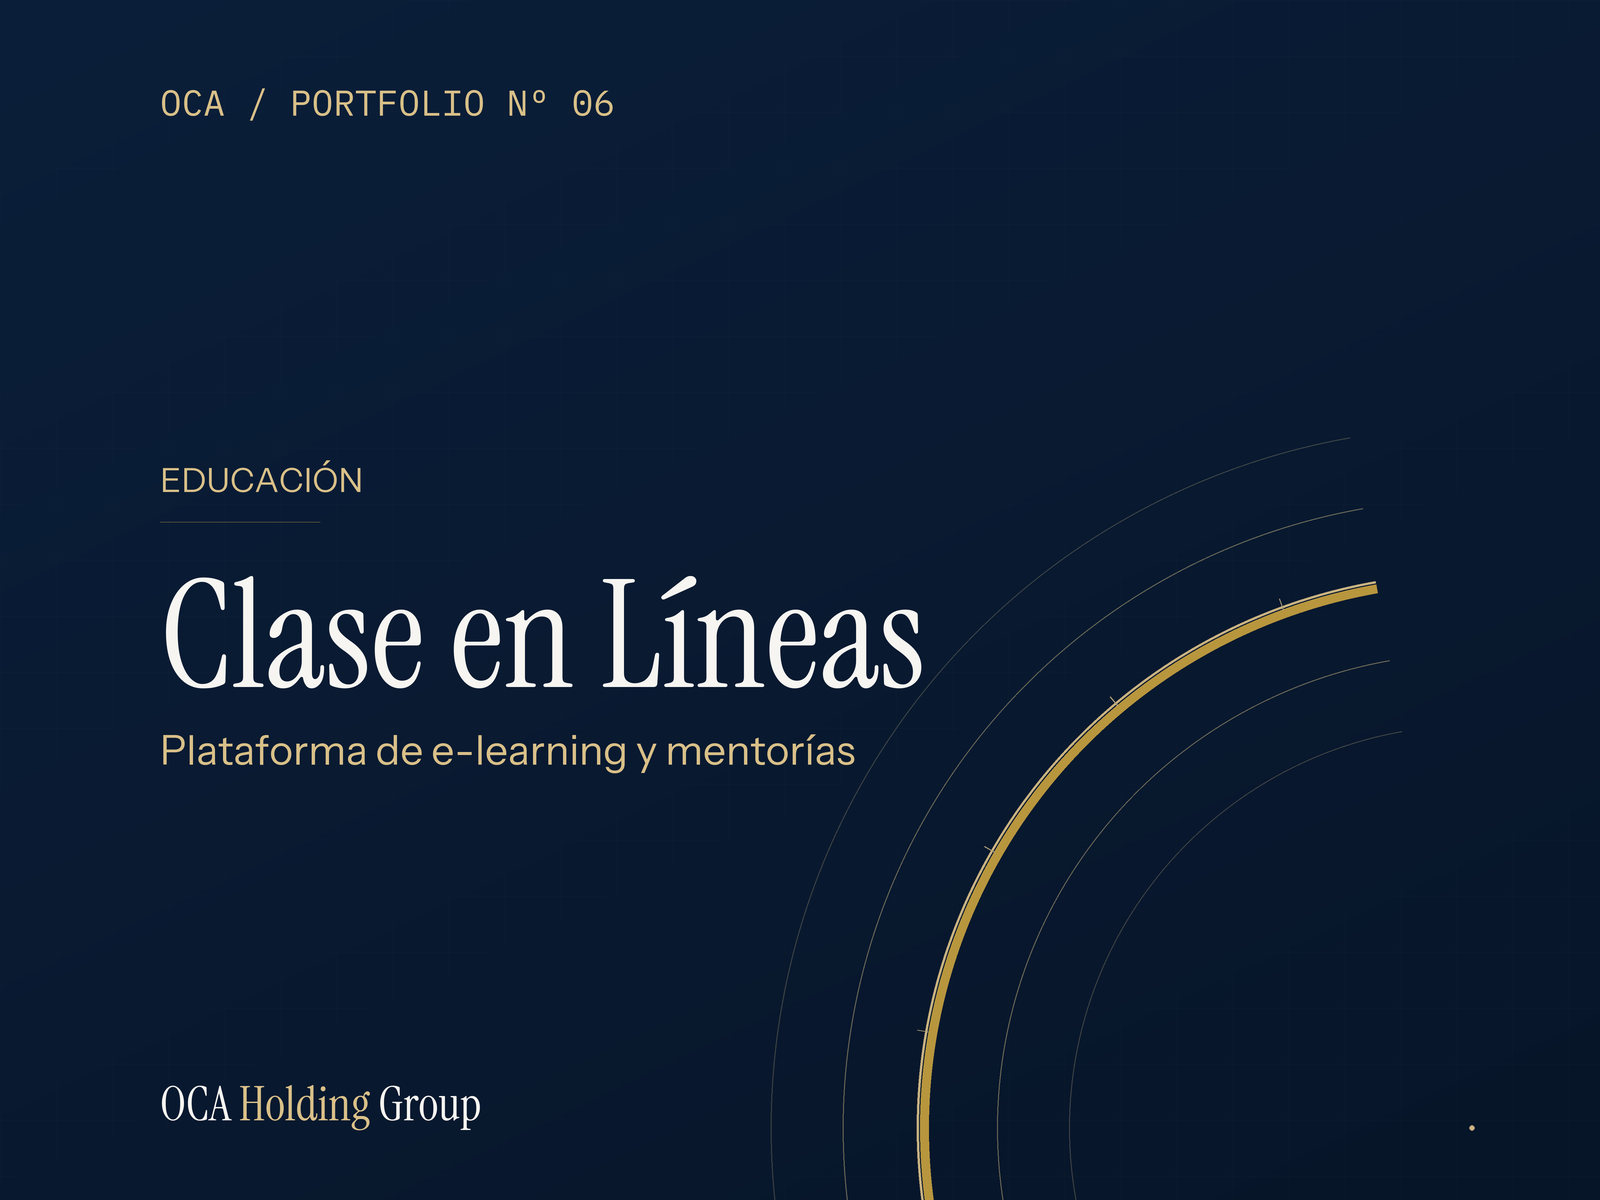 OCA / PORTFOLIO Nº 06
EDUCACIÓN
Clase en Líneas
Plataforma de e-learning y mentorías
OCA Holding Group